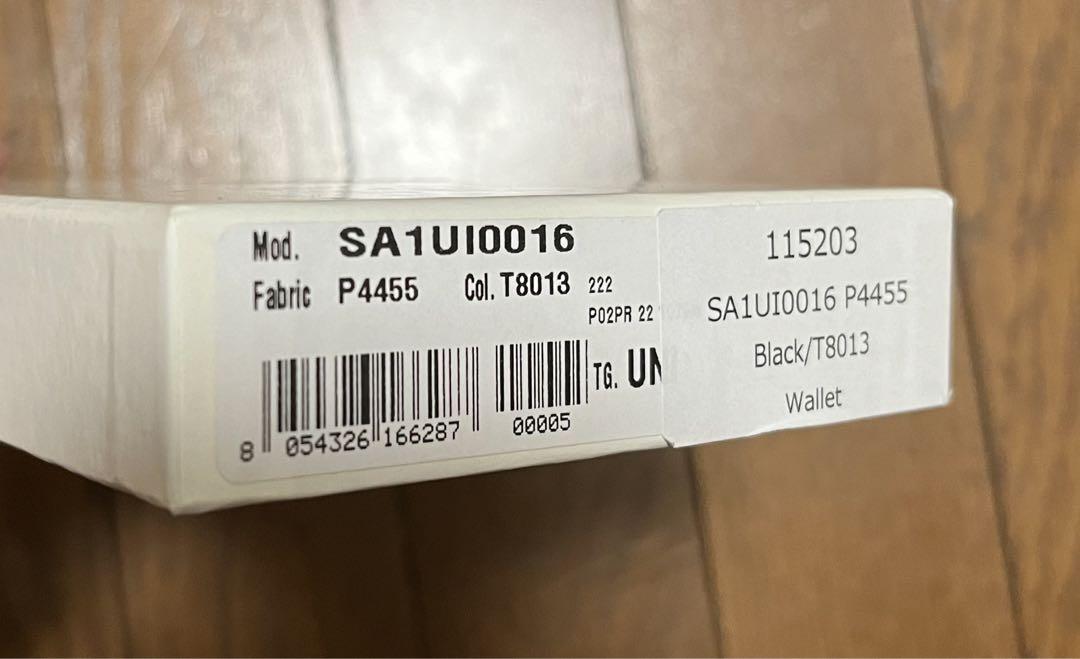 Mod. SA1UI0016
Fabric P4455 Col. T8013 222
P02PR 22
TG. UN
8 054326 166287 00005
115203
SA1UI0016 P4455
Black/T8013
Wallet